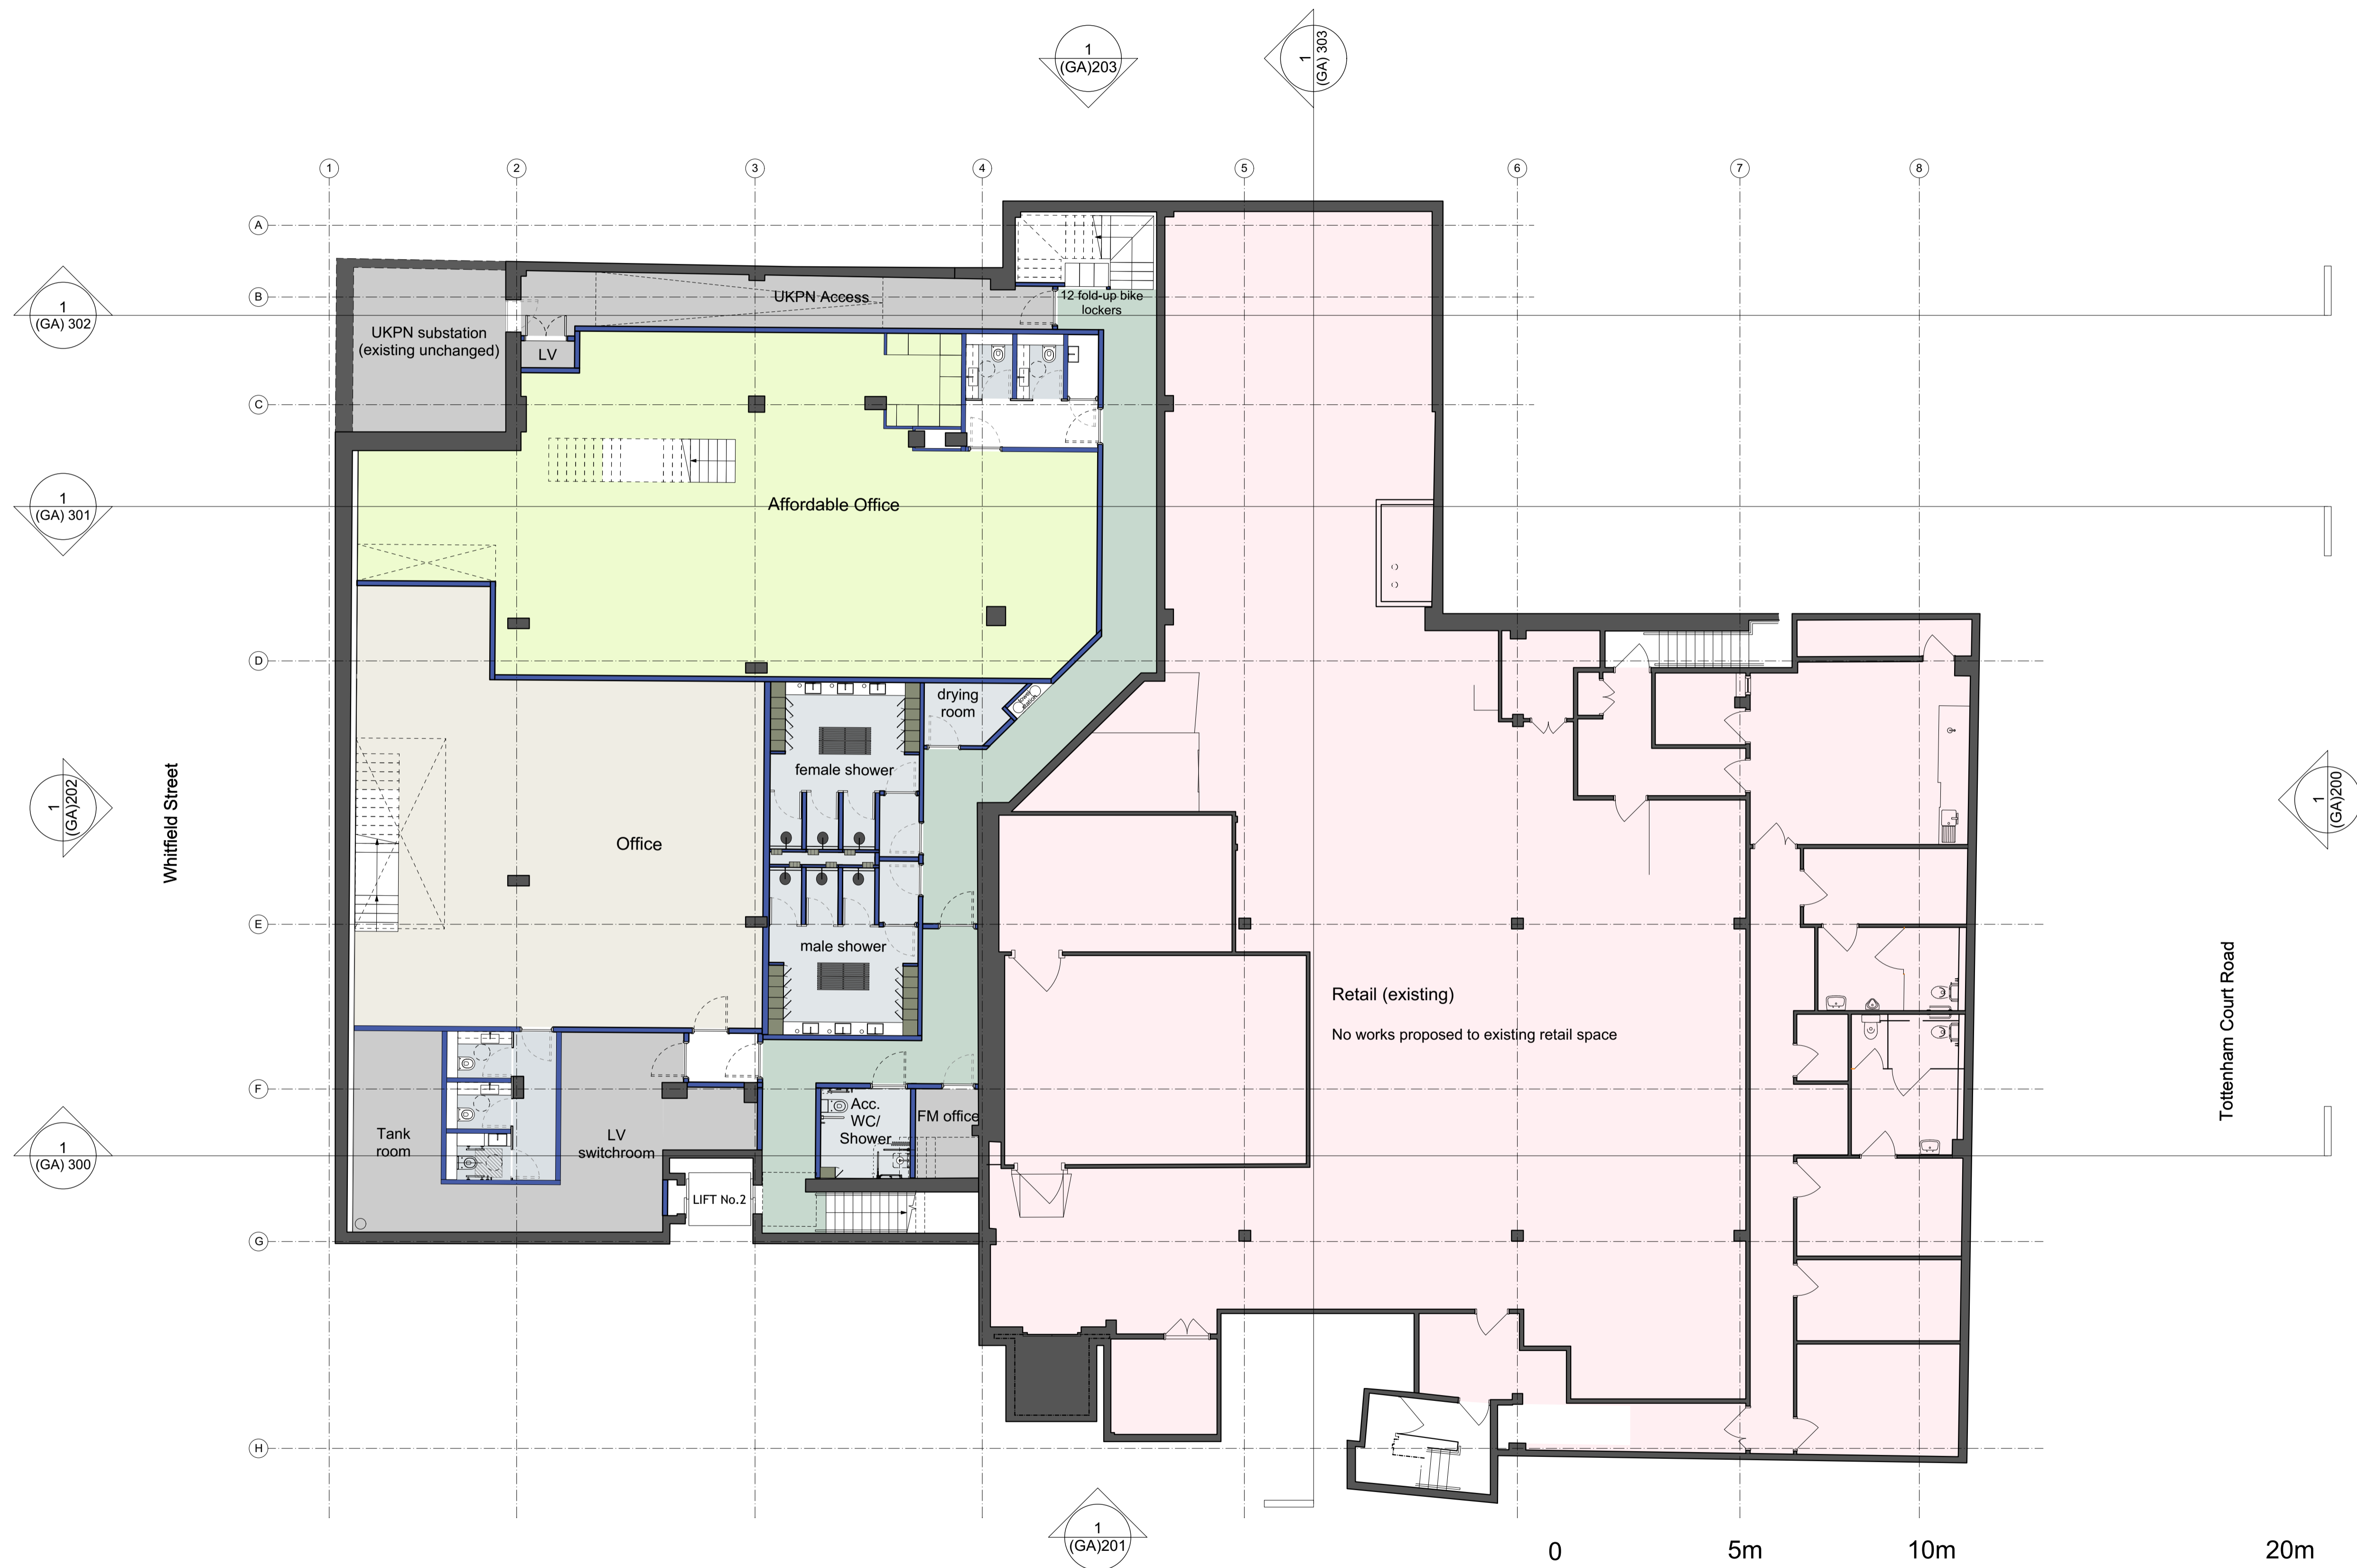 1
(GA)203
1
(GA) 303
1
2
3
4
5
6
7
8
A
B
C
D
E
F
G
H
1
(GA) 302
1
(GA) 301
1
(GA)202
1
(GA) 300
1
(GA)200
1
(GA)201
Whitfield Street
Tottenham Court Road
UKPN Access
12 fold-up bike
lockers
UKPN substation
(existing unchanged)
LV
Affordable Office
drying
room
female shower
Office
male shower
Retail (existing)
No works proposed to existing retail space
Tank
room
LV
switchroom
Acc.
WC/
Shower
FM office
LIFT No.2
0
5m
10m
20m